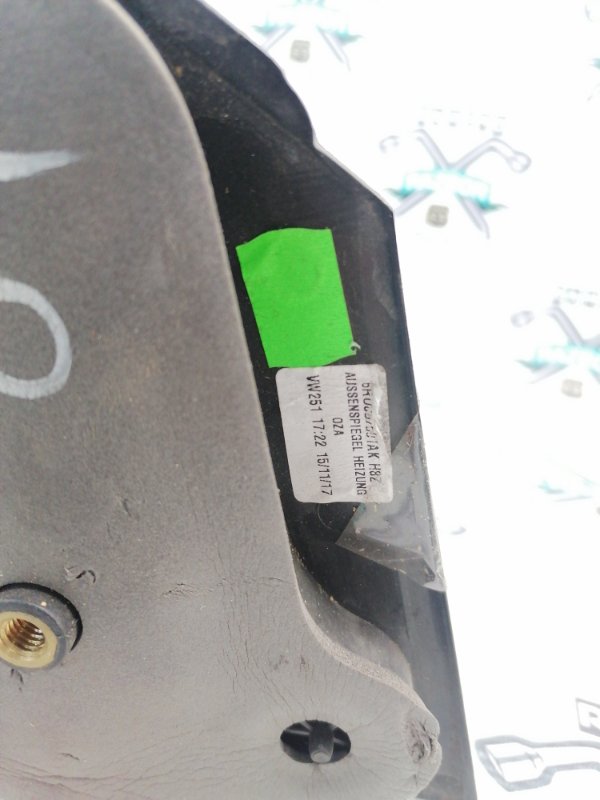 AUSSENSPIEGEL HEIZUNG
OZA
VW251 17:22 15/11/17